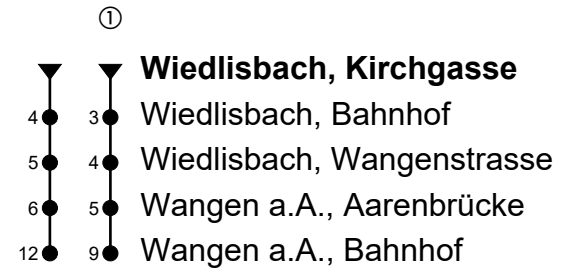 ①
Wiedlisbach, Kirchgasse
4 3 Wiedlisbach, Bahnhof
5 4 Wiedlisbach, Wangenstrasse
6 5 Wangen a.A., Aarenbrücke
12 9 Wangen a.A., Bahnhof